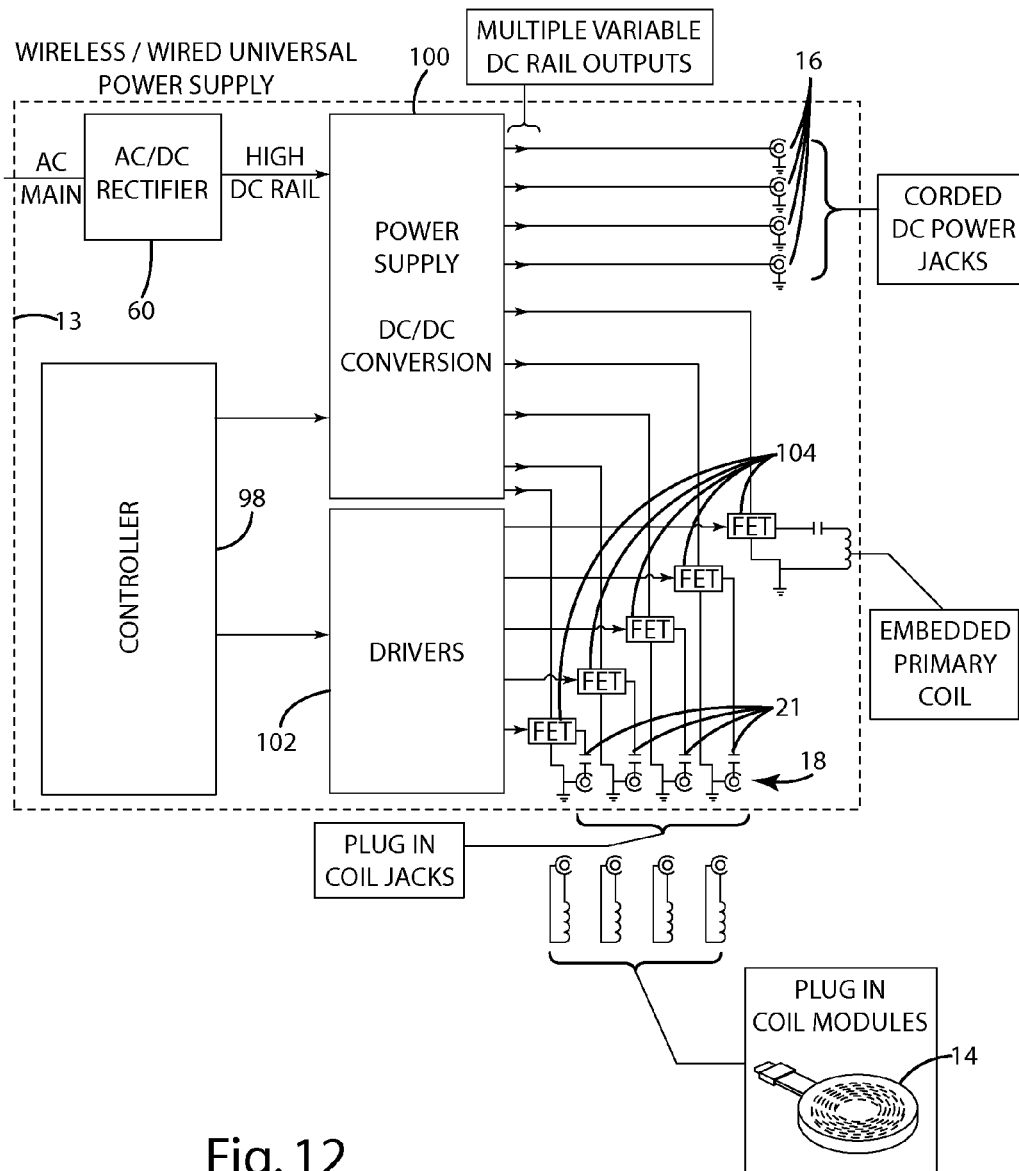 WIRELESS / WIRED UNIVERSAL
POWER SUPPLY
100
MULTIPLE VARIABLE
DC RAIL OUTPUTS
16
AC
MAIN
AC/DC
RECTIFIER
HIGH
DC RAIL
60
13
POWER
SUPPLY
DC/DC
CONVERSION
CORDED
DC POWER
JACKS
CONTROLLER
98
104
FET
FET
FET
FET
FET
EMBEDDED
PRIMARY
COIL
DRIVERS
102
21
18
PLUG IN
COIL JACKS
PLUG IN
COIL MODULES
14
Fig. 12